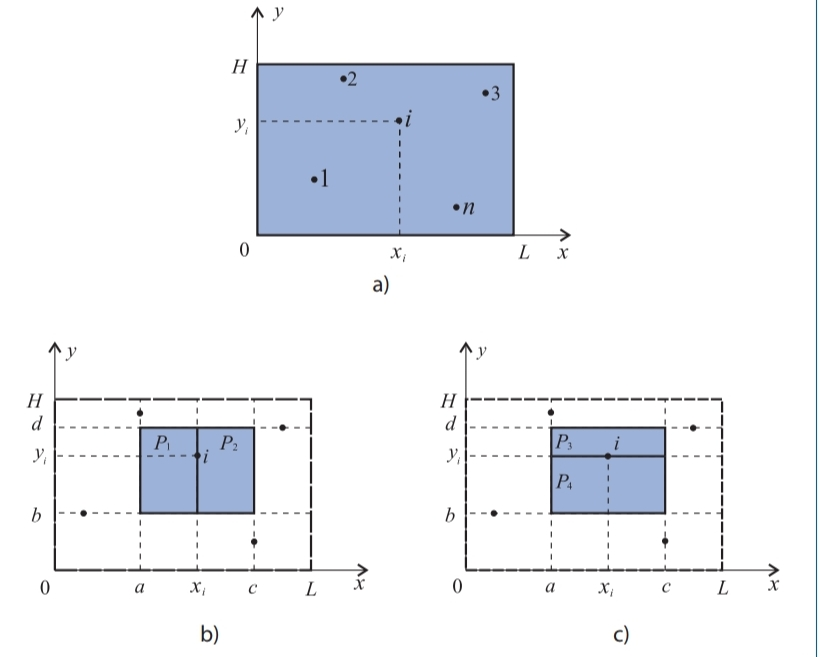 y
H
2
3
y_i
i
1
n
0
x_i
L
x
a)
y
H
d
P_1
P_2
y_i
i
b
0
a
x_i
c
L
x
b)
y
H
d
P_3
i
y_i
P_4
b
0
a
x_i
c
L
x
c)